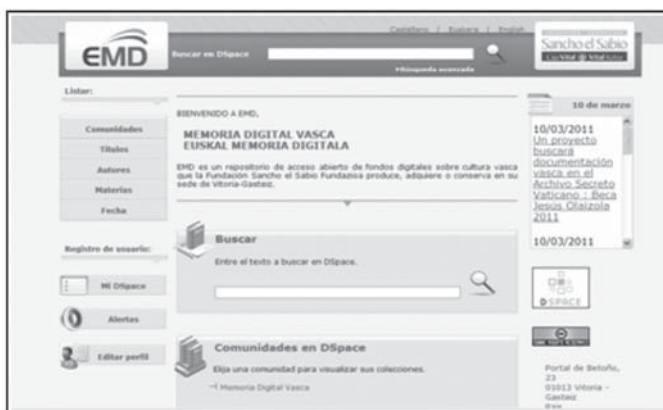 Castellano / Euskara / English
EMD
Buscar en DSpace
Búsqueda avanzada
Sancho el Sabio
Caja Vital Vital Kutxa
Listar:
Comunidades
Títulos
Autores
Materias
Fecha
Registro de usuario:
Mi DSpace
Alertas
Editar perfil
BIENVENIDO A EMD,
MEMORIA DIGITAL VASCA
EUSKAL MEMORIA DIGITALA
EMD es un repositorio de acceso abierto de fondos digitales sobre cultura vasca
que la Fundación Sancho el Sabio Fundazioa produce, adquiere o conserva en su
sede de Vitoria-Gasteiz.
Buscar
Entre el texto a buscar en DSpace.
Comunidades en DSpace
Elija una comunidad para visualizar sus colecciones.
Memoria Digital Vasca
10 de marzo
10/03/2011
Un proyecto
buscará
documentación
vasca en el
Archivo Secreto
Vaticano : Beca
Jesús Olaizola
2011
10/03/2011
DSPACE
Portal de Betoño,
23
01013 Vitoria -
Gasteiz